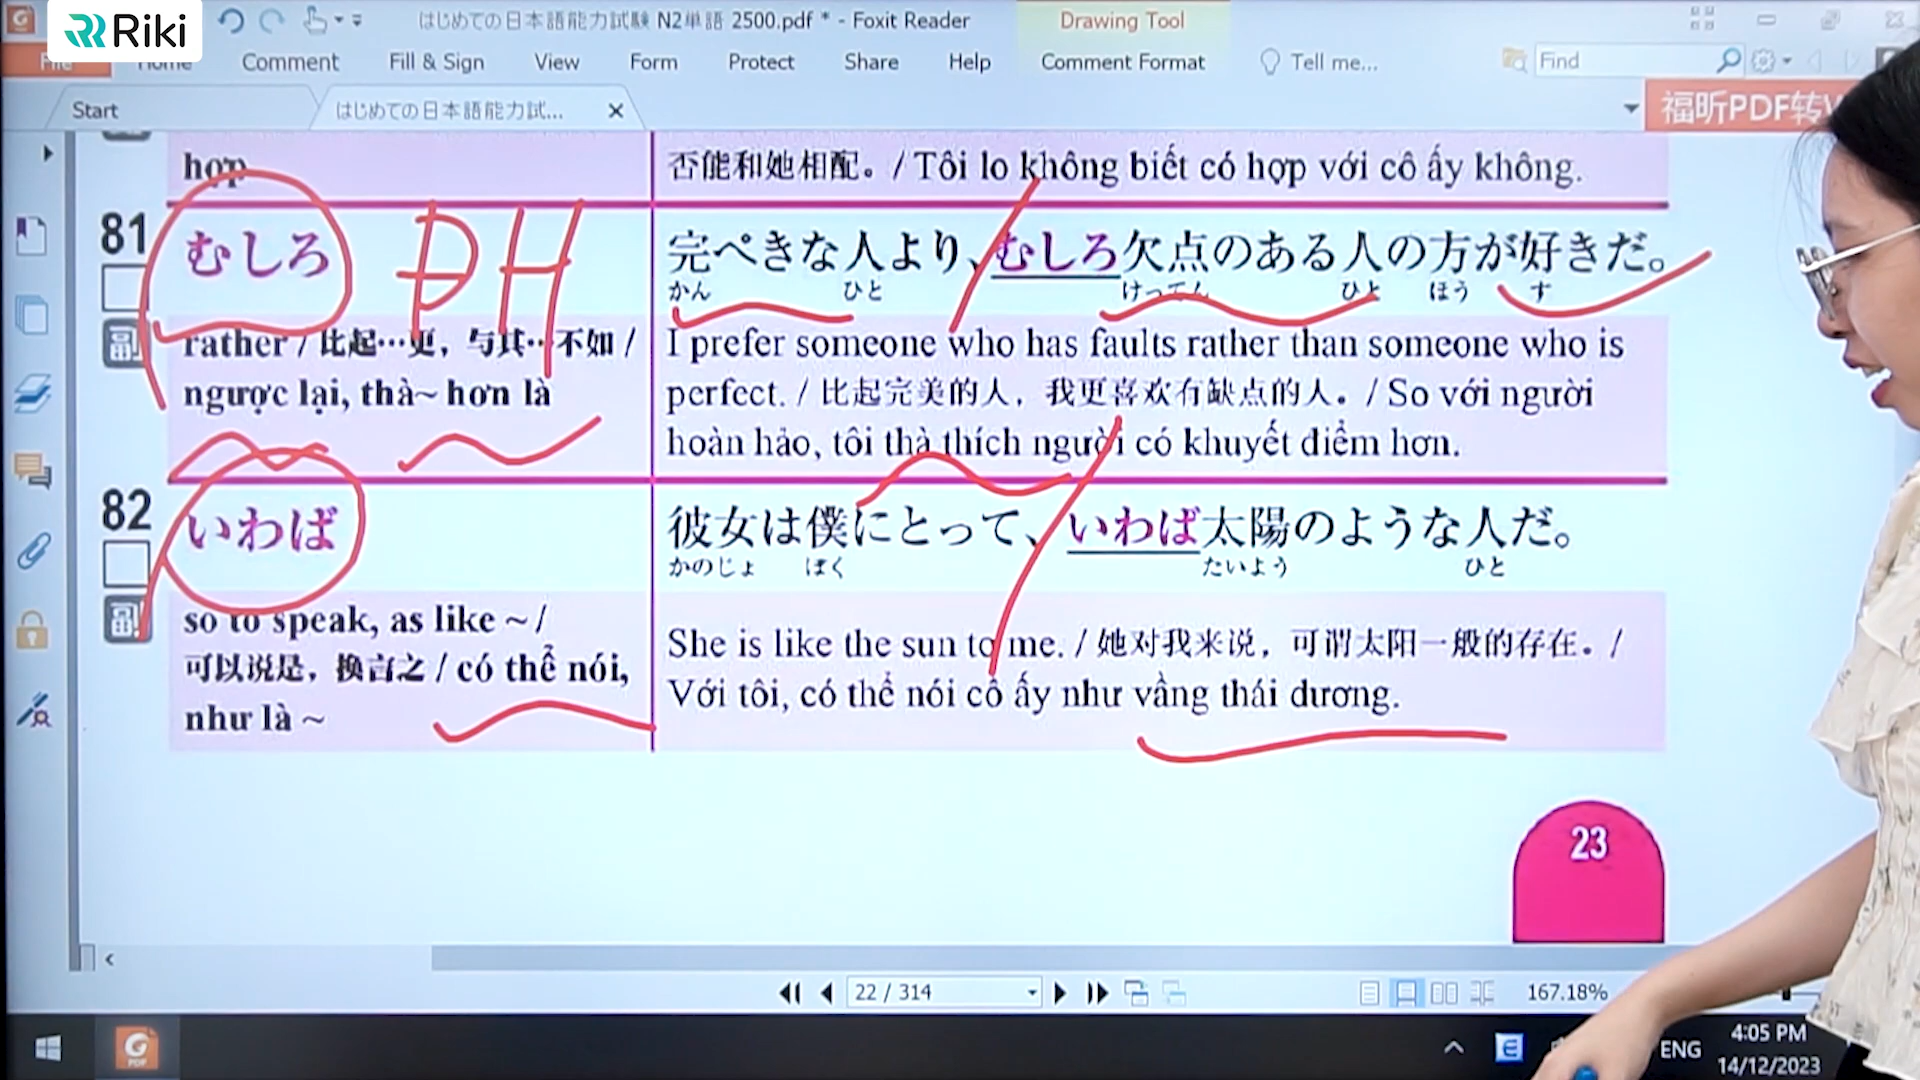 Riki
はじめての日本語能力試験 N2単語 2500.pdf * - Foxit Reader
Drawing Tool
File Home Comment Fill & Sign View Form Protect Share Help Comment Format Tell me... Find
Start はじめての日本語能力試...
福昕PDF转
hợp
否能和她相配。/ Tôi lo không biết có hợp với cô ấy không.
81
むしろ
ĐH
完ぺきな人より、むしろ欠点のある人の方が好きだ。
かん ひと けってん ひと ほう す
副
rather / 比起…更，与其…不如 /
ngược lại, thà~ hơn là
I prefer someone who has faults rather than someone who is
perfect. / 比起完美的人，我更喜欢有缺点的人。/ So với người
hoàn hảo, tôi thà thích người có khuyết điểm hơn.
82
いわば
彼女は僕にとって、いわば太陽のような人だ。
かのじょ ぼく たいよう ひと
副
so to speak, as like ~ /
可以说是，换言之 / có thể nói,
như là ~
She is like the sun to me. / 她对我来说，可谓太阳一般的存在。/
Với tôi, có thể nói cô ấy như vầng thái dương.
23
22 / 314
167.18%
ENG
4:05 PM
14/12/2023